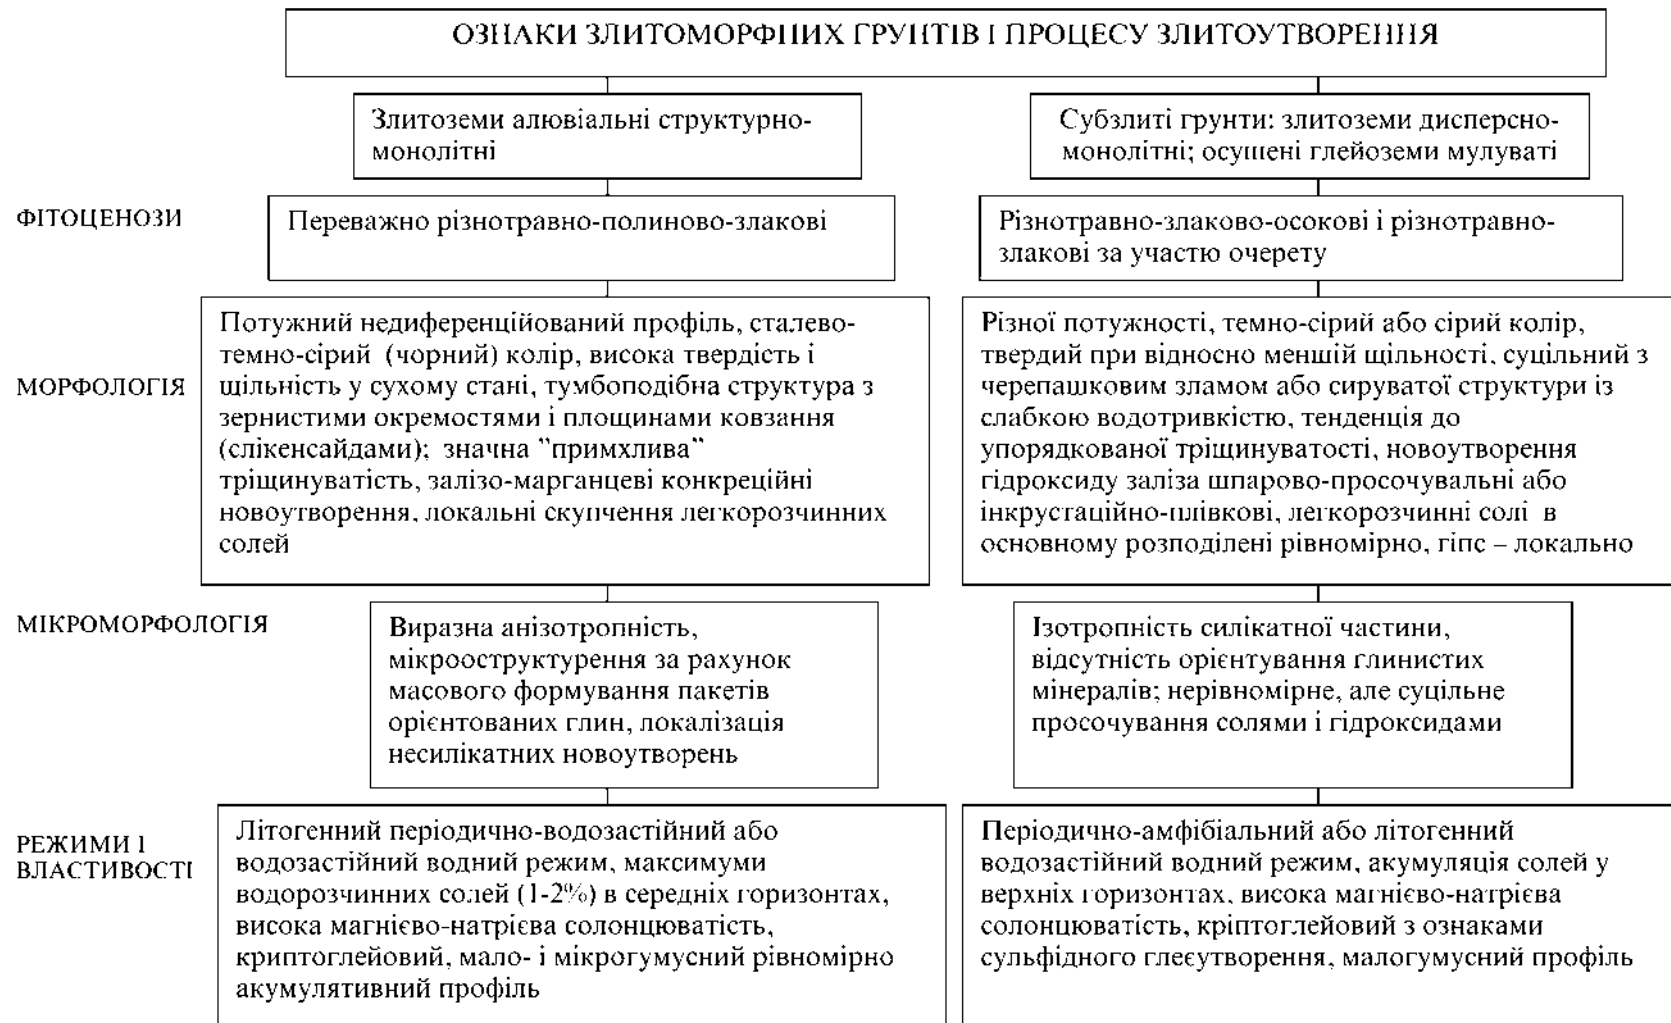 ОЗНАКИ ЗЛИТОМОРФНИХ ГРУНТІВ І ПРОЦЕСУ ЗЛИТОУТВОРЕННЯ
Злитоземи алювіальні структурно-
монолітні
Субзлиті грунти: злитоземи дисперсно-
монолітні; осушені глейоземи мулуваті
ФІТОЦЕНОЗИ
Переважно різнотравно-полиново-злакові
Різнотравно-злаково-осокові і різнотравно-
злакові за участю очерету
МОРФОЛОГІЯ
Потужний недиференційований профіль, сталево-
темно-сірий (чорний) колір, висока твердість і
щільність у сухому стані, тумбоподібна структура з
зернистими окремостями і площинами ковзання
(слікенсайдами); значна "примхлива"
тріщинуватість, залізо-марганцеві конкреційні
новоутворення, локальні скупчення легкорозчинних
солей
Різної потужності, темно-сірий або сірий колір,
твердий при відносно меншій щільності, суцільний з
черепашковим зламом або сируватої структури із
слабкою водотривкістю, тенденція до
упорядкованої тріщинуватості, новоутворення
гідроксиду заліза шпарово-просочувальні або
інкрустаційно-плівкові, легкорозчинні солі в
основному розподілені рівномірно, гіпс – локально
МІКРОМОРФОЛОГІЯ
Виразна анізотропність,
мікрооструктурення за рахунок
масового формування пакетів
орієнтованих глин, локалізація
несилікатних новоутворень
Ізотропність силікатної частини,
відсутність орієнтування глинистих
мінералів; нерівномірне, але суцільне
просочування солями і гідроксидами
РЕЖИМИ І
ВЛАСТИВОСТІ
Літогенний періодично-водозастійний або
водозастійний водний режим, максимуми
водорозчинних солей (1-2%) в середніх горизонтах,
висока магнієво-натрієва солонцюватість,
криптоглейовий, мало- і мікрогумусний рівномірно
акумулятивний профіль
Періодично-амфібіальний або літогенний
водозастійний водний режим, акумуляція солей у
верхніх горизонтах, висока магнієво-натрієва
солонцюватість, кріптоглейовий з ознаками
сульфідного глеєутворення, малогумусний профіль